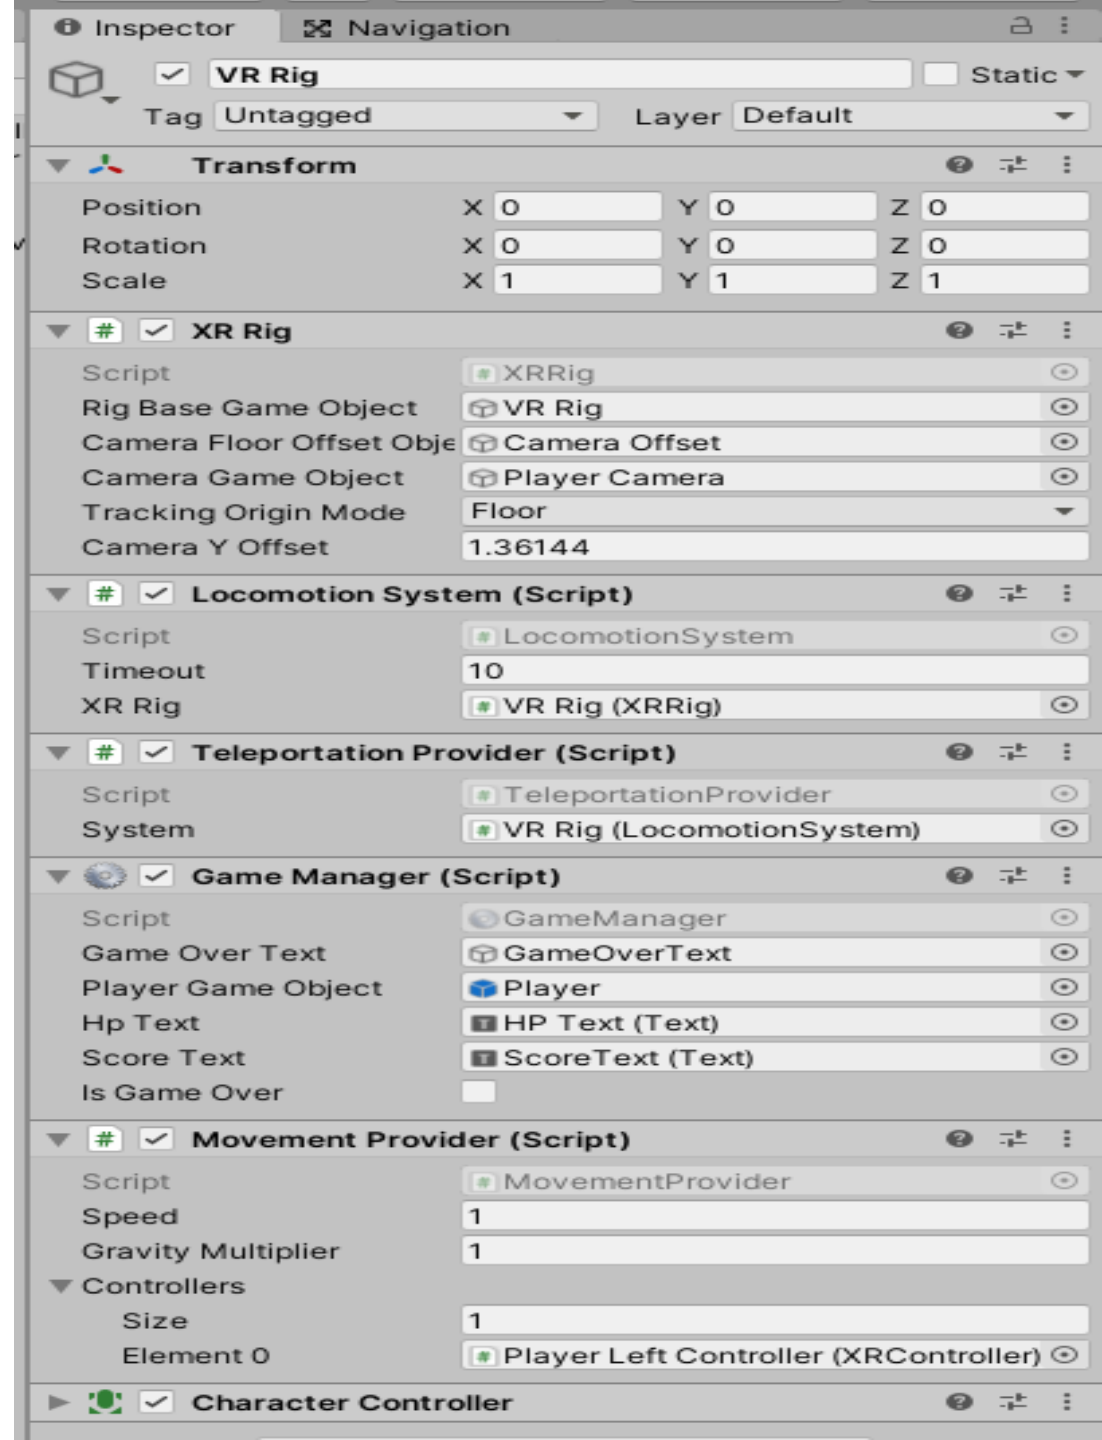 Inspector Navigation
VR Rig Static
Tag Untagged Layer Default
Transform
Position X 0 Y 0 Z 0
Rotation X 0 Y 0 Z 0
Scale X 1 Y 1 Z 1
# XR Rig
Script # XRRig
Rig Base Game Object VR Rig
Camera Floor Offset Obje Camera Offset
Camera Game Object Player Camera
Tracking Origin Mode Floor
Camera Y Offset 1.36144
# Locomotion System (Script)
Script # LocomotionSystem
Timeout 10
XR Rig # VR Rig (XRRig)
# Teleportation Provider (Script)
Script # TeleportationProvider
System # VR Rig (LocomotionSystem)
Game Manager (Script)
Script GameManager
Game Over Text GameOverText
Player Game Object Player
Hp Text T HP Text (Text)
Score Text T ScoreText (Text)
Is Game Over
# Movement Provider (Script)
Script # MovementProvider
Speed 1
Gravity Multiplier 1
Controllers
Size 1
Element 0 # Player Left Controller (XRController)
Character Controller